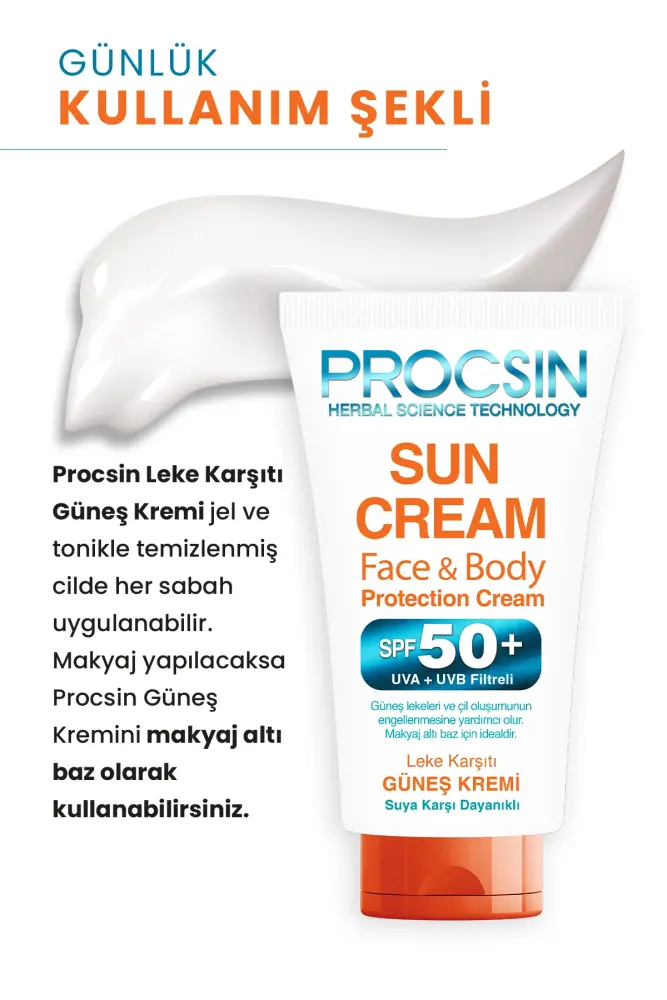 GÜNLÜK
KULLANIM ŞEKLİ
Procsin Leke Karşıtı
Güneş Kremi jel ve
tonikle temizlenmiş
cilde her sabah
uygulanabilir.
Makyaj yapılacaksa
Procsin Güneş
Kremini makyaj altı
baz olarak
kullanabilirsiniz.
PROCSIN
HERBAL SCIENCE TECHNOLOGY
SUN
CREAM
Face & Body
Protection Cream
SPF 50+
UVA + UVB Filtreli
Güneş lekeleri ve çil oluşumunun
engellenmesine yardımcı olur.
Makyaj altı baz için idealdir.
Leke Karşıtı
GÜNEŞ KREMİ
Suya Karşı Dayanıklı